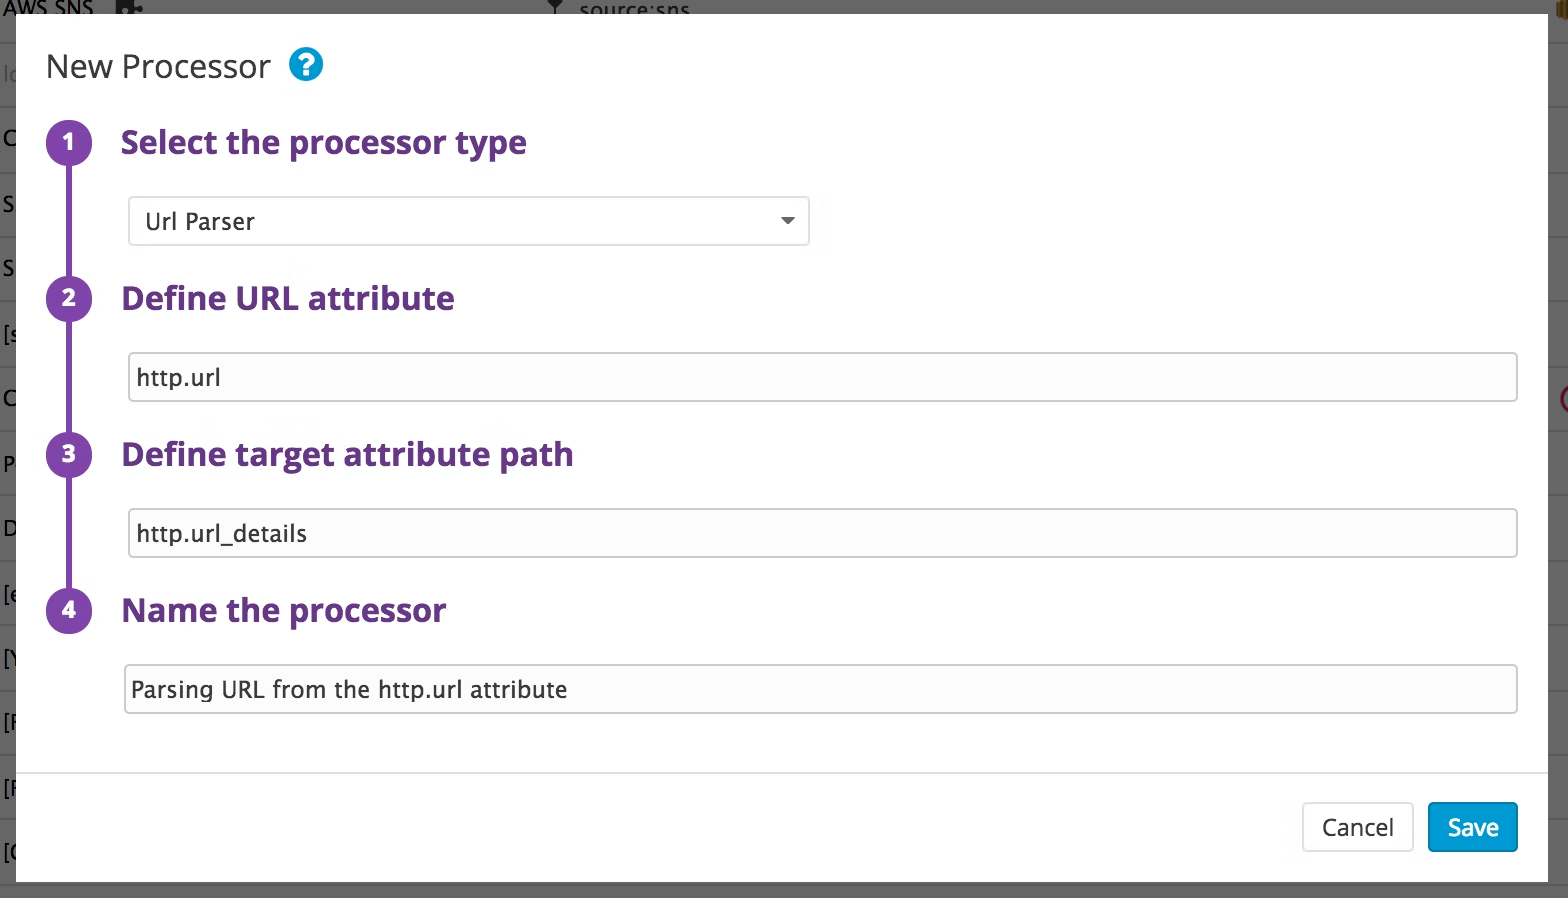 AWS SNS
source:sns
New Processor ?
1 Select the processor type
Url Parser
2 Define URL attribute
http.url
3 Define target attribute path
http.url_details
4 Name the processor
Parsing URL from the http.url attribute
Cancel Save